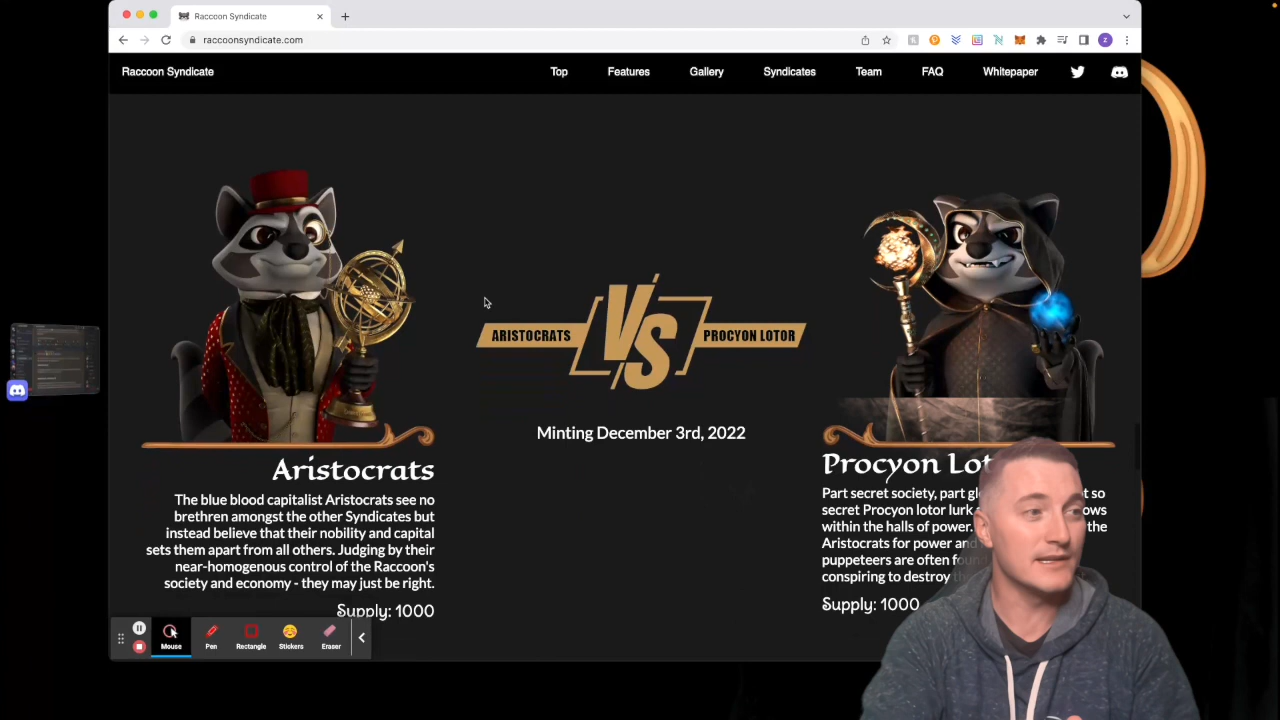 Raccoon Syndicate
raccoonsyndicate.com
z
Raccoon Syndicate Top Features Gallery Syndicates Team FAQ Whitepaper
ARISTOCRATS VS PROCYON LOTOR
Minting December 3rd, 2022
Aristocrats
The blue blood capitalist Aristocrats see no
brethren amongst the other Syndicates but
instead believe that their nobility and capital
sets them apart from all others. Judging by their
near-homogenous control of the Raccoon's
society and economy - they may just be right.
Supply: 1000
Procyon Lot
Part secret society, part gl t so
secret Procyon lotor lurk ows
within the halls of power. the
Aristocrats for power and
puppeteers are often fou
conspiring to destroy
Supply: 1000
Mouse Pen Rectangle Stickers Eraser